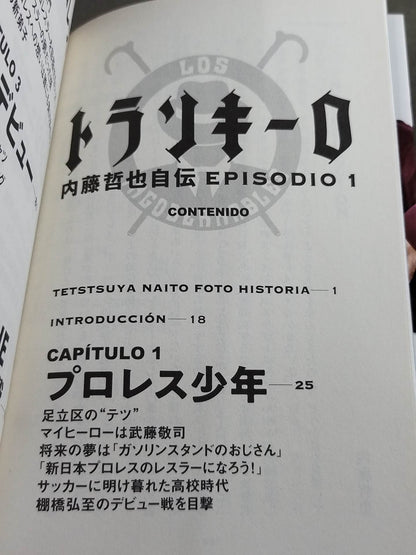 LOS
INGOBERNABLES
トランキーロ
内藤哲也自伝 EPISODIO 1
CONTENIDO
TETSTSUYA NAITO FOTO HISTORIA—1
INTRODUCCIÓN—18
CAPÍTULO 1
プロレス少年—25
足立区の“テツ”
マイヒーローは武藤敬司
将来の夢は「ガソリンスタンドのおじさん」
「新日本プロレスのレスラーになろう!」
サッカーに明け暮れた高校時代
棚橋弘至のデビュー戦を目撃